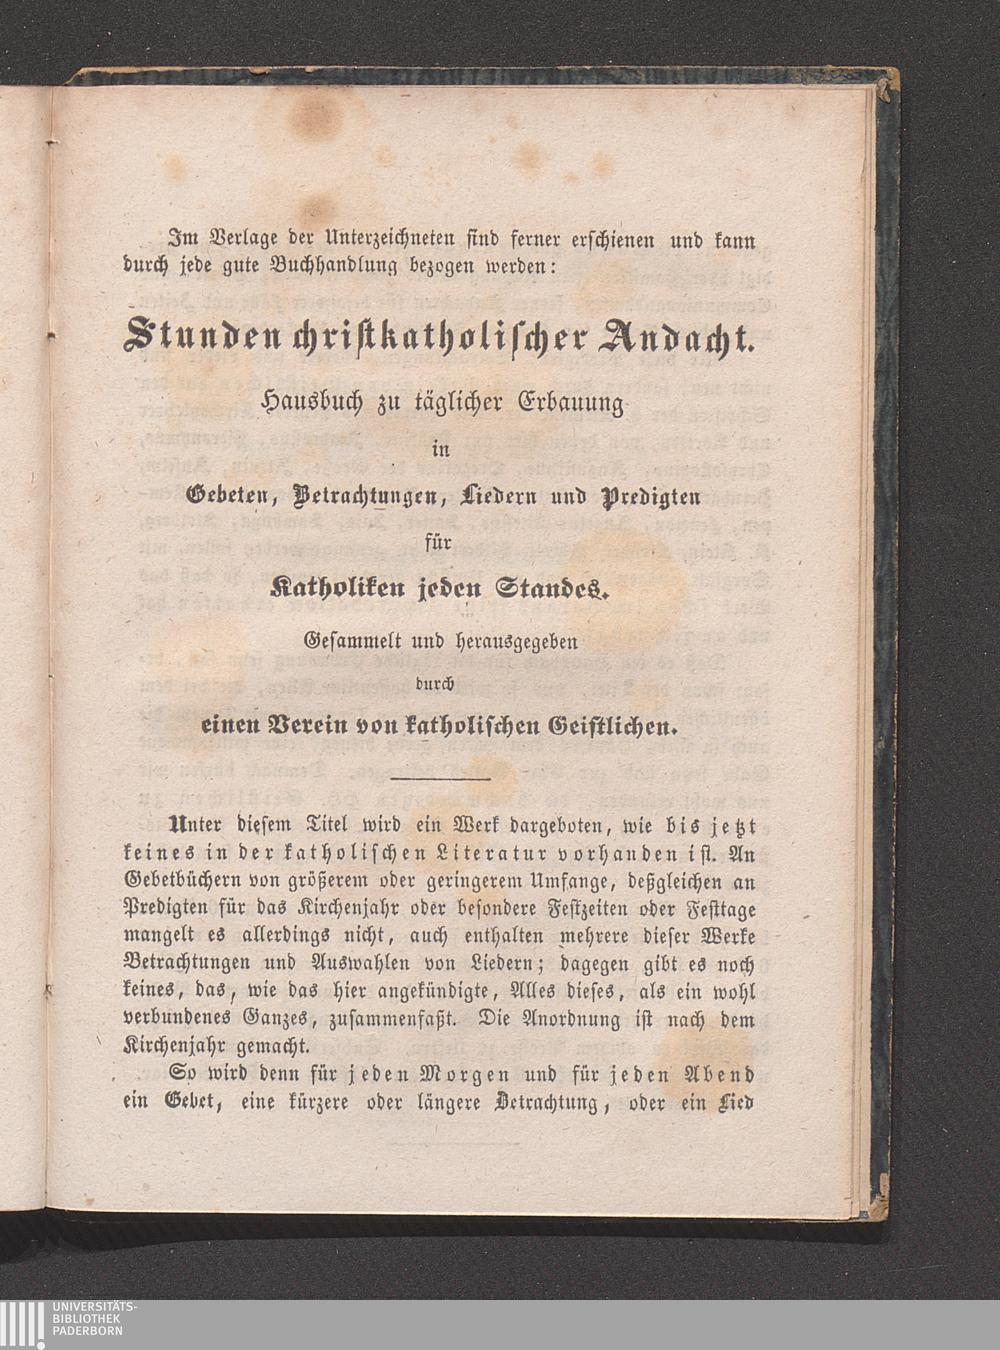 Im Verlage der Unterzeichneten sind ferner erschienen und kann
durch jede gute Buchhandlung bezogen werden:
Stunden christkatholischer Andacht.
Hausbuch zu täglicher Erbauung
in
Gebeten, Betrachtungen, Liedern und Predigten
für
Katholiken jeden Standes.
Gesammelt und herausgegeben
durch
einen Verein von katholischen Geistlichen.
Unter diesem Titel wird ein Werk dargeboten, wie bis jetzt
keines in der katholischen Literatur vorhanden ist. An
Gebetbüchern von größerem oder geringerem Umfange, deßgleichen an
Predigten für das Kirchenjahr oder besondere Festzeiten oder Festtage
mangelt es allerdings nicht, auch enthalten mehrere dieser Werke
Betrachtungen und Auswahlen von Liedern; dagegen gibt es noch
keines, das, wie das hier angekündigte, Alles dieses, als ein wohl
verbundenes Ganzes, zusammenfaßt. Die Anordnung ist nach dem
Kirchenjahr gemacht.
So wird denn für jeden Morgen und für jeden Abend
ein Gebet, eine kürzere oder längere Betrachtung, oder ein Lied
UNIVERSITÄTS-
BIBLIOTHEK
PADERBORN